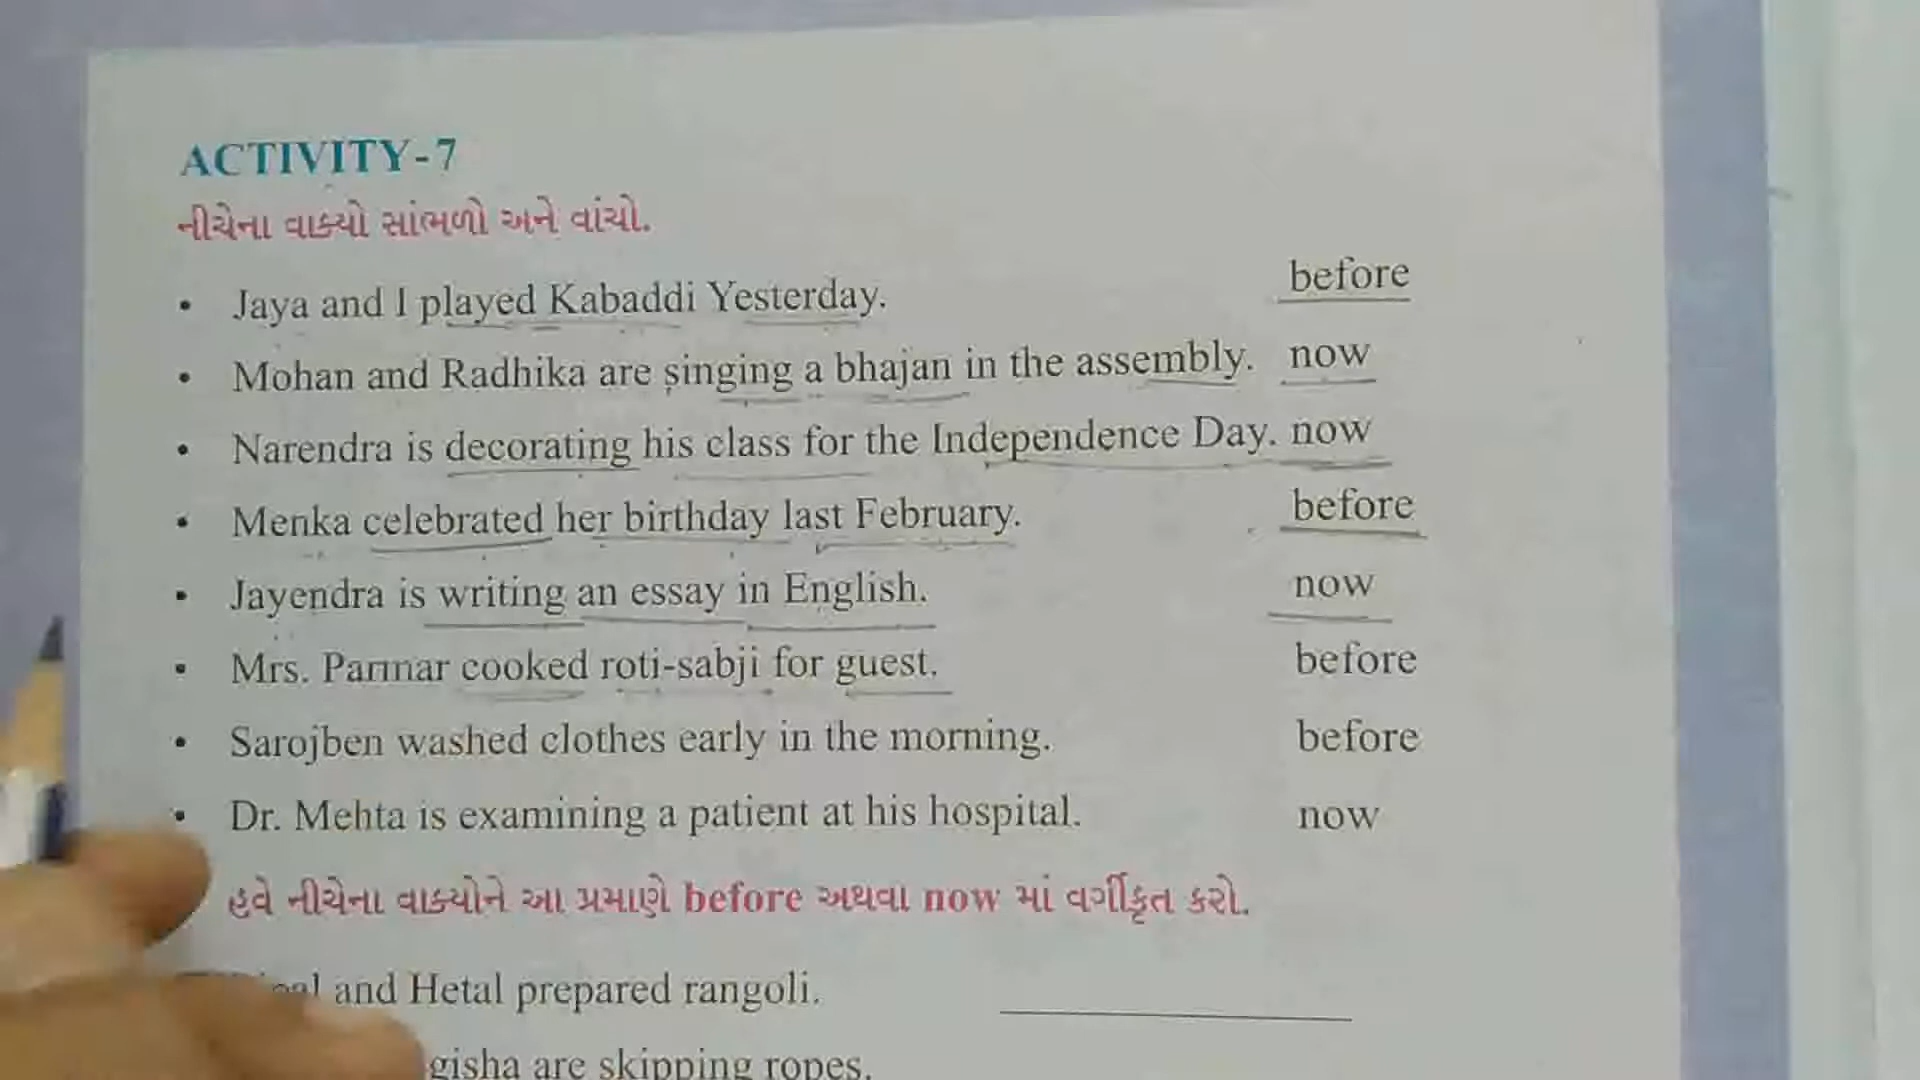 ACTIVITY-7
નીચેના વાક્યો સાંભળો અને વાંચો.
• Jaya and I played Kabaddi Yesterday. before
• Mohan and Radhika are singing a bhajan in the assembly. now
• Narendra is decorating his class for the Independence Day. now
• Menka celebrated her birthday last February. before
• Jayendra is writing an essay in English. now
• Mrs. Parmar cooked roti-sabji for guest. before
• Sarojben washed clothes early in the morning. before
• Dr. Mehta is examining a patient at his hospital. now
હવે નીચેના વાક્યોને આ પ્રમાણે before અથવા now માં વર્ગીકૃત કરો.
and Hetal prepared rangoli.
are skipping ropes.